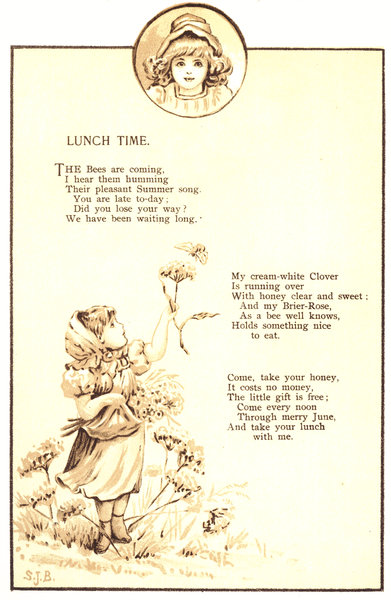 LUNCH TIME.
THE Bees are coming,
I hear them humming
Their pleasant Summer song.
You are late to-day;
Did you lose your way?
We have been waiting long.
My cream-white Clover
Is running over
With honey clear and sweet;
And my Brier-Rose,
As a bee well knows,
Holds something nice
to eat.
Come, take your honey,
It costs no money,
The little gift is free;
Come every noon
Through merry June,
And take your lunch
with me.
S.J.B.